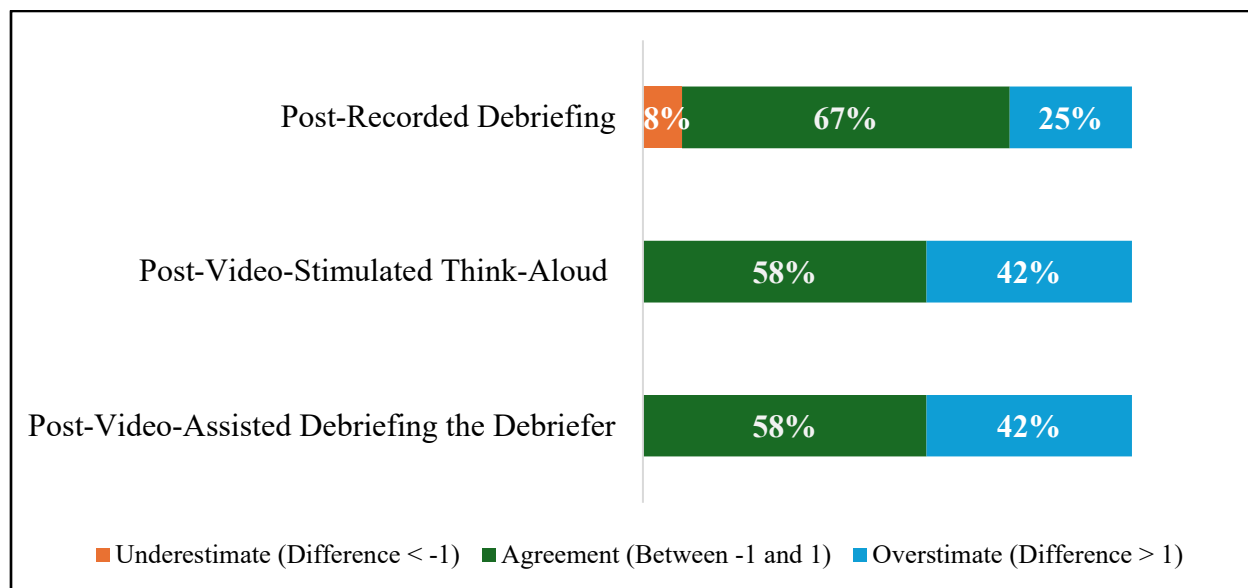 Post-Recorded Debriefing 8% 67% 25%
Post-Video-Stimulated Think-Aloud 58% 42%
Post-Video-Assisted Debriefing the Debriefer 58% 42%
Underestimate (Difference < -1) Agreement (Between -1 and 1) Overstimate (Difference > 1)